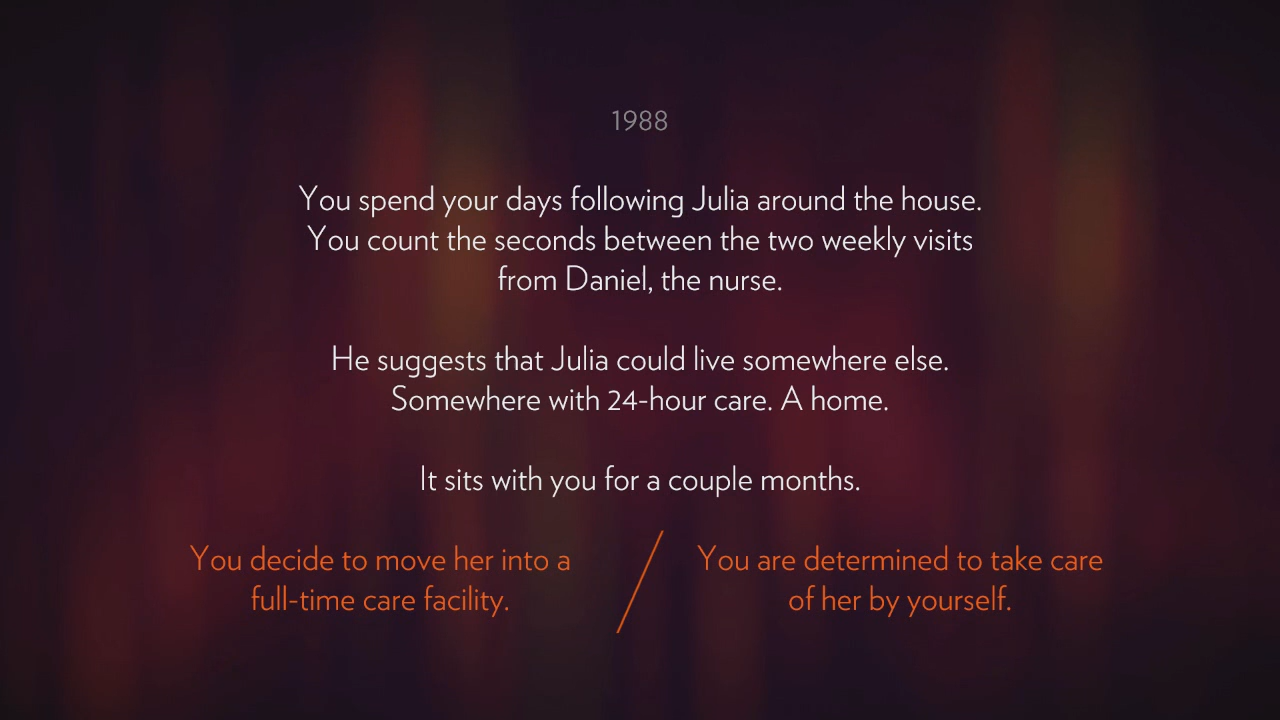 1988
You spend your days following Julia around the house.
You count the seconds between the two weekly visits
from Daniel, the nurse.
He suggests that Julia could live somewhere else.
Somewhere with 24-hour care. A home.
It sits with you for a couple months.
You decide to move her into a
full-time care facility.
/
You are determined to take care
of her by yourself.